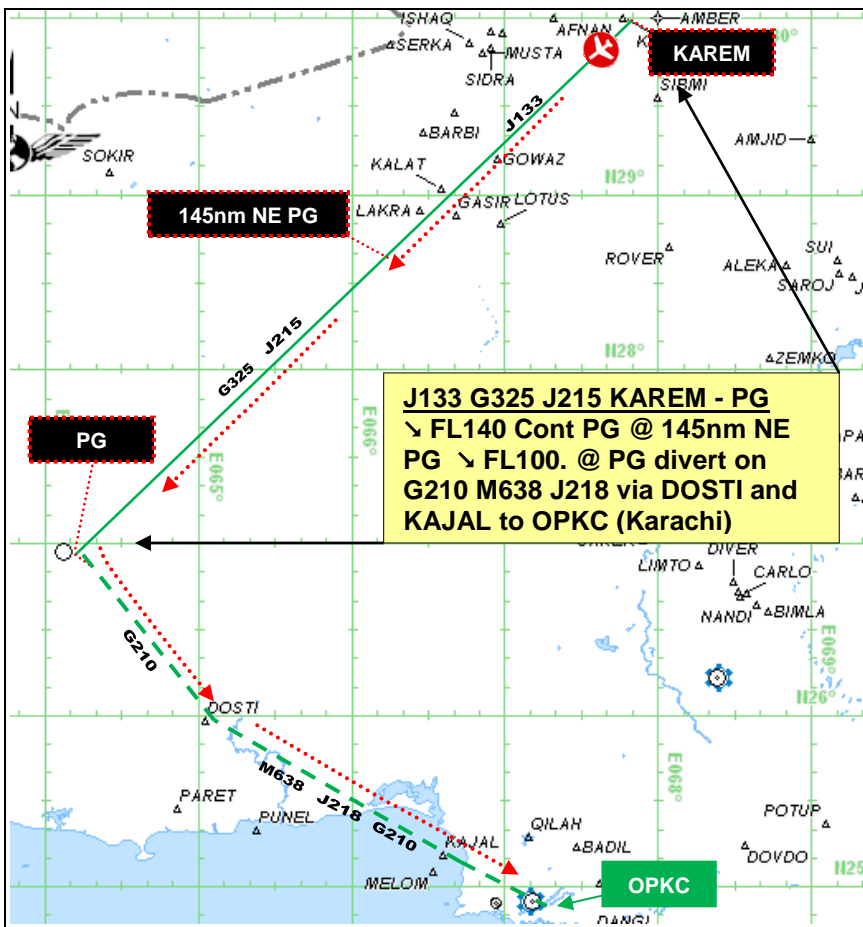 ISHAQ
AFNAN
AMBER
SERKA
MUSTA
SIDRA
KAREM
SIBMI
J133
BARBI
AMJID
SOKIR
KALAT
GOWAZ
N29°
145nm NE PG
LAKRA
GASIR
LOTUS
ROVER
ALEKA
SUI
SAROJ
G325 J215
N28°
ZEMKO
E066°
E065°
PG
J133 G325 J215 KAREM - PG
↘ FL140 Cont PG @ 145nm NE
PG ↘ FL100. @ PG divert on
G210 M638 J218 via DOSTI and
KAJAL to OPKC (Karachi)
LIMTO
DIVER
CARLO
NANDI
BIMLA
G210
E069°
N26°
DOSTI
M638 J218 G210
E068°
PARET
PUNEL
QILAH
POTUP
KAJAL
BADIL
DOVDO
MELOM
N25
OPKC
DANGI